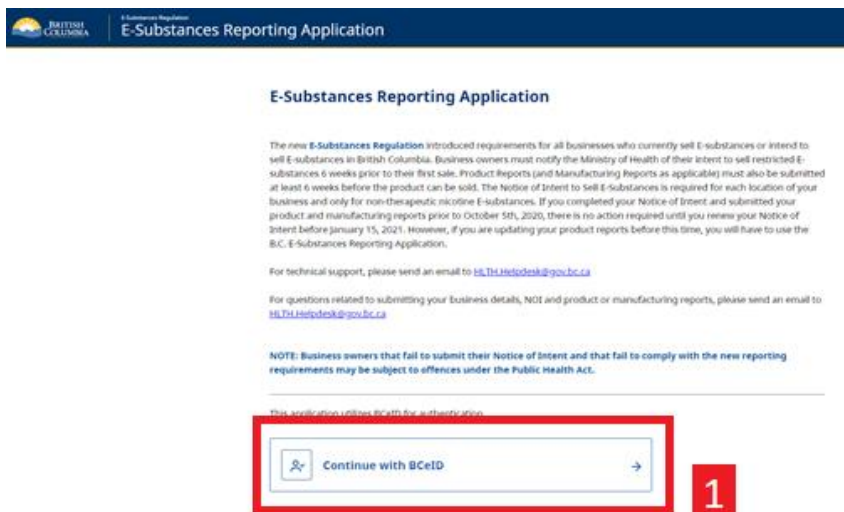 BRITISH
COLUMBIA
E-Substances Regulation
E-Substances Reporting Application
E-Substances Reporting Application
The new E-Substances Regulation introduced requirements for all businesses who currently sell E-substances or intend to
sell E-substances in British Columbia. Business owners must notify the Ministry of Health of their intent to sell restricted E-
substances 6 weeks prior to their first sale. Product Reports (and Manufacturing Reports as applicable) must also be submitted
at least 6 weeks before the product can be sold. The Notice of Intent to Sell E-Substances is required for each location of your
business and only for non-therapeutic nicotine E-substances. If you completed your Notice of Intent and submitted your
product and manufacturing reports prior to October 5th, 2020, there is no action required until you renew your Notice of
Intent before January 15, 2021. However, if you are updating your product reports before this time, you will have to use the
B.C. E-Substances Reporting Application.
For technical support, please send an email to HLTH.Helpdesk@gov.bc.ca
For questions related to submitting your business details, NOI and product or manufacturing reports, please send an email to
HLTH.Helpdesk@gov.bc.ca
NOTE: Business owners that fail to submit their Notice of Intent and that fail to comply with the new reporting
requirements may be subject to offences under the Public Health Act.
This application utilizes BCeID for authentication
Continue with BCeID
1